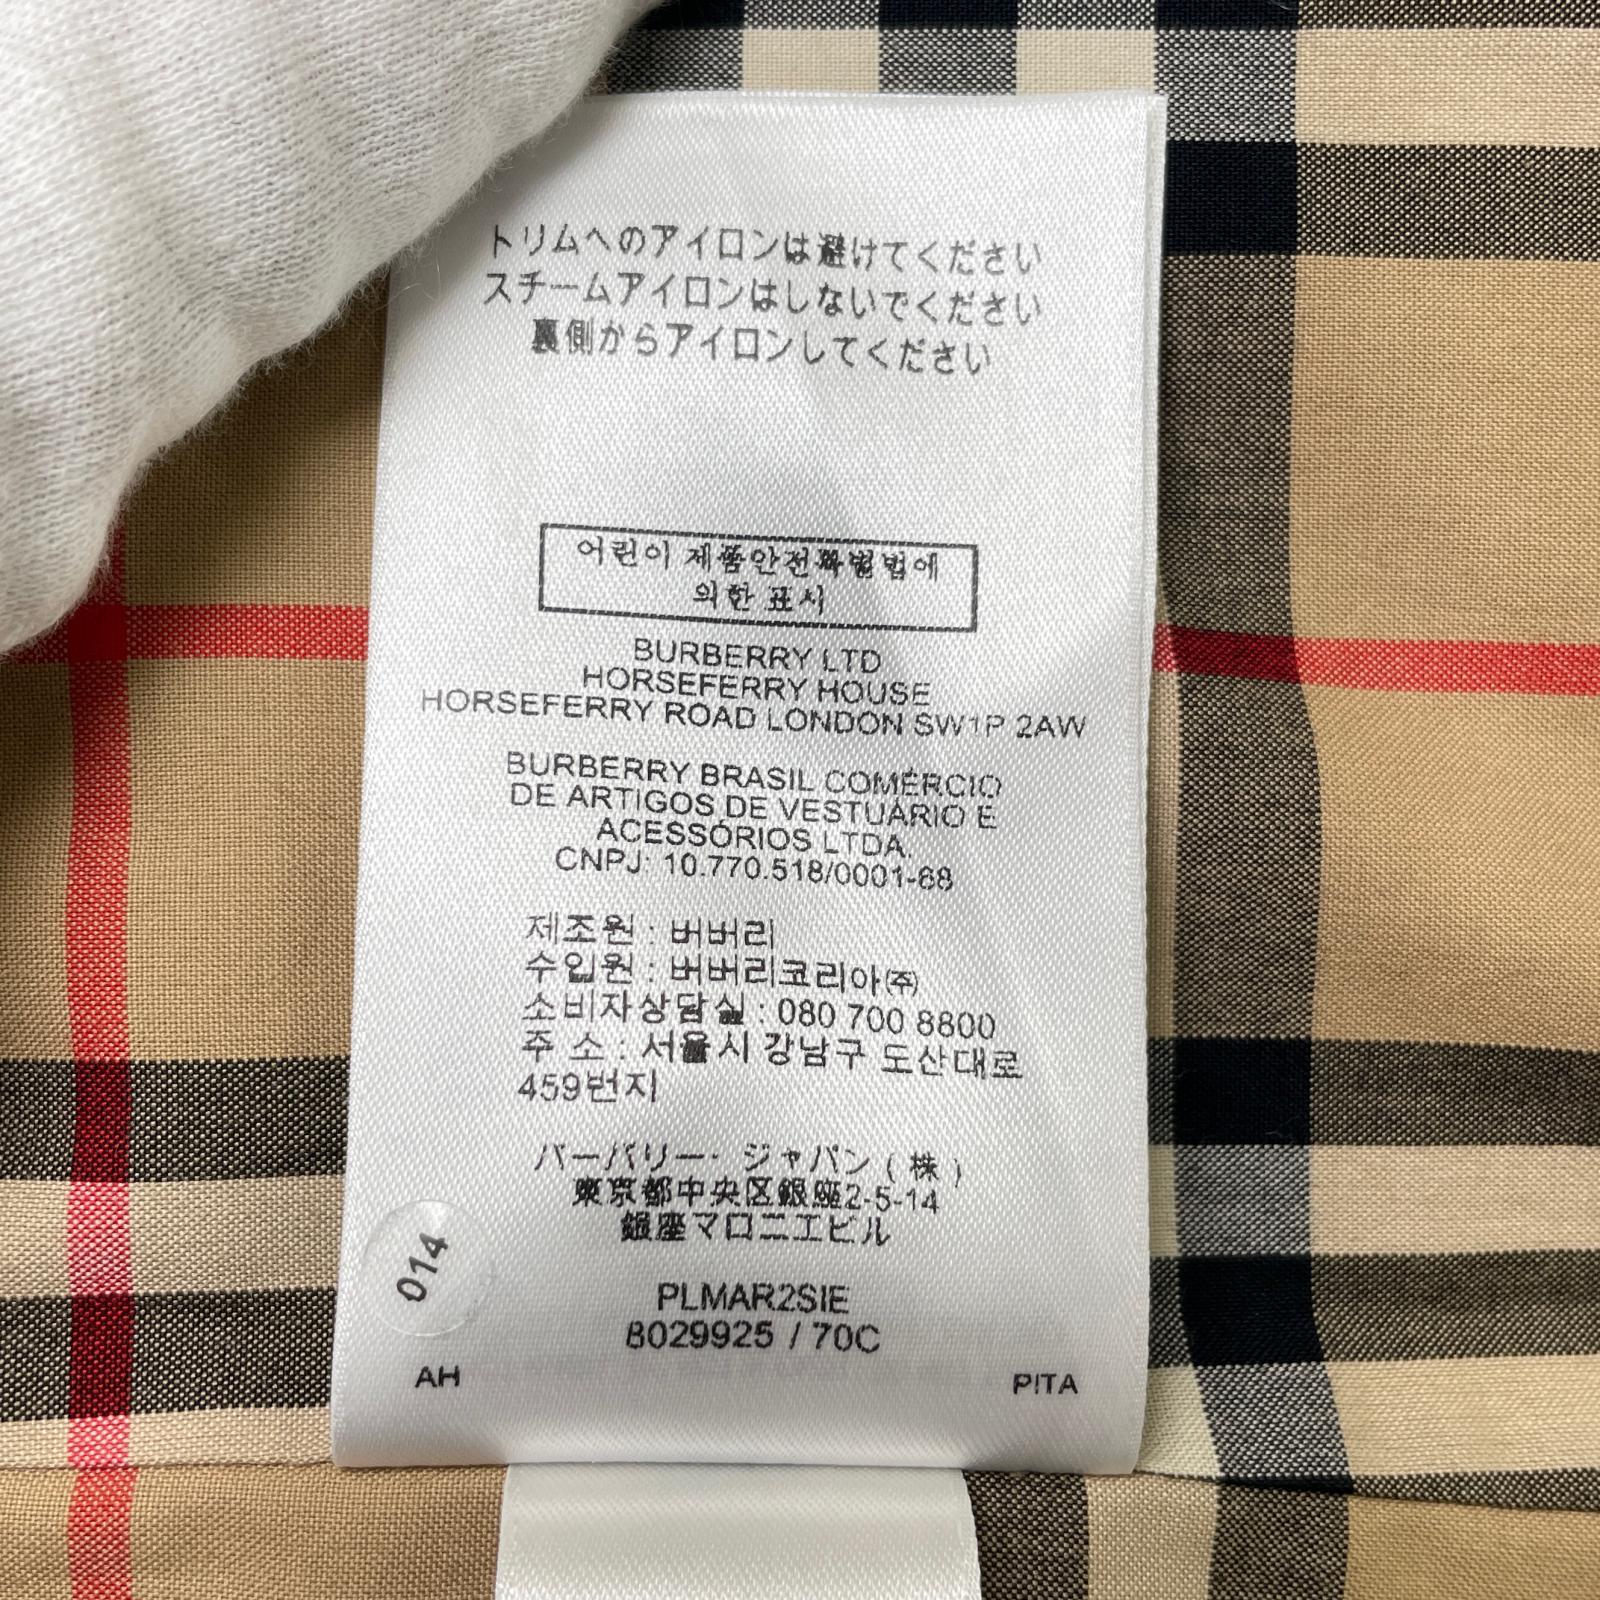 トリムへのアイロンは避けてください
スチームアイロンはしないでください
裏側からアイロンしてください
어린이 제품안전특별법에
의한 표시
BURBERRY LTD
HORSEFERRY HOUSE
HORSEFERRY ROAD LONDON SW1P 2AW
BURBERRY BRASIL COMÉRCIO
DE ARTIGOS DE VESTUÁRIO E
ACESSÓRIOS LTDA.
CNPJ: 10.770.518/0001-68
제조원 : 버버리
수입원 : 버버리코리아㈜
소비자상담실 : 080 700 8800
주 소 : 서울시 강남구 도산대로
459번지
バーバリー・ジャパン(株)
東京都中央区銀座2-5-14
銀座マロニエビル
014
PLMAR2SIE
8029925 / 70C
AH PITA